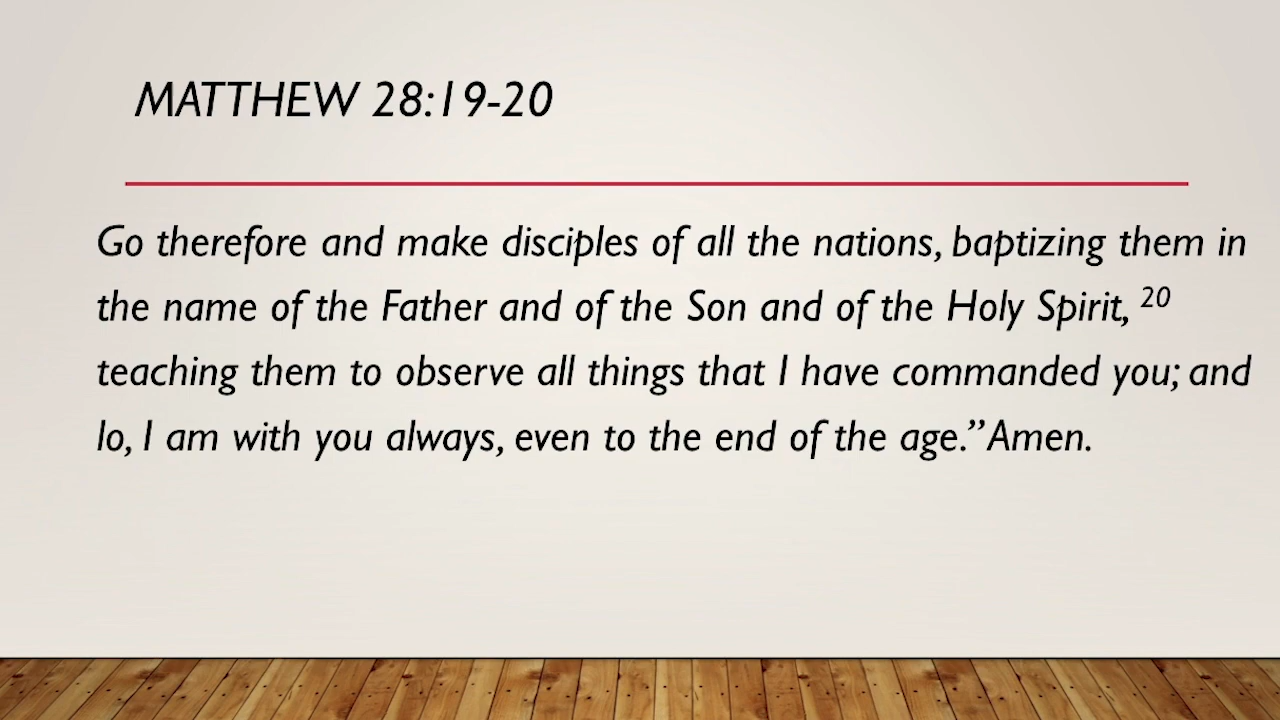 MATTHEW 28:19-20
Go therefore and make disciples of all the nations, baptizing them in
the name of the Father and of the Son and of the Holy Spirit, 20
teaching them to observe all things that I have commanded you; and
lo, I am with you always, even to the end of the age.” Amen.